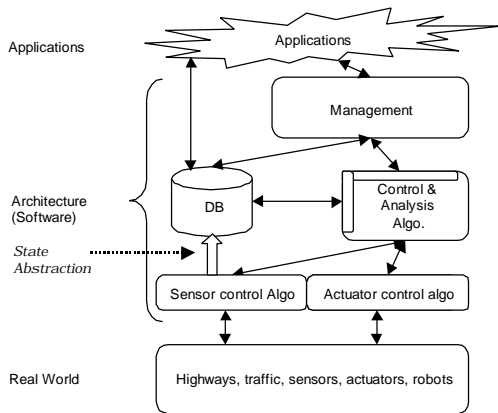 Applications
Applications
Management
Architecture
(Software)
DB
Control &
Analysis
Algo.
State
Abstraction
Sensor control Algo
Actuator control algo
Real World
Highways, traffic, sensors, actuators, robots